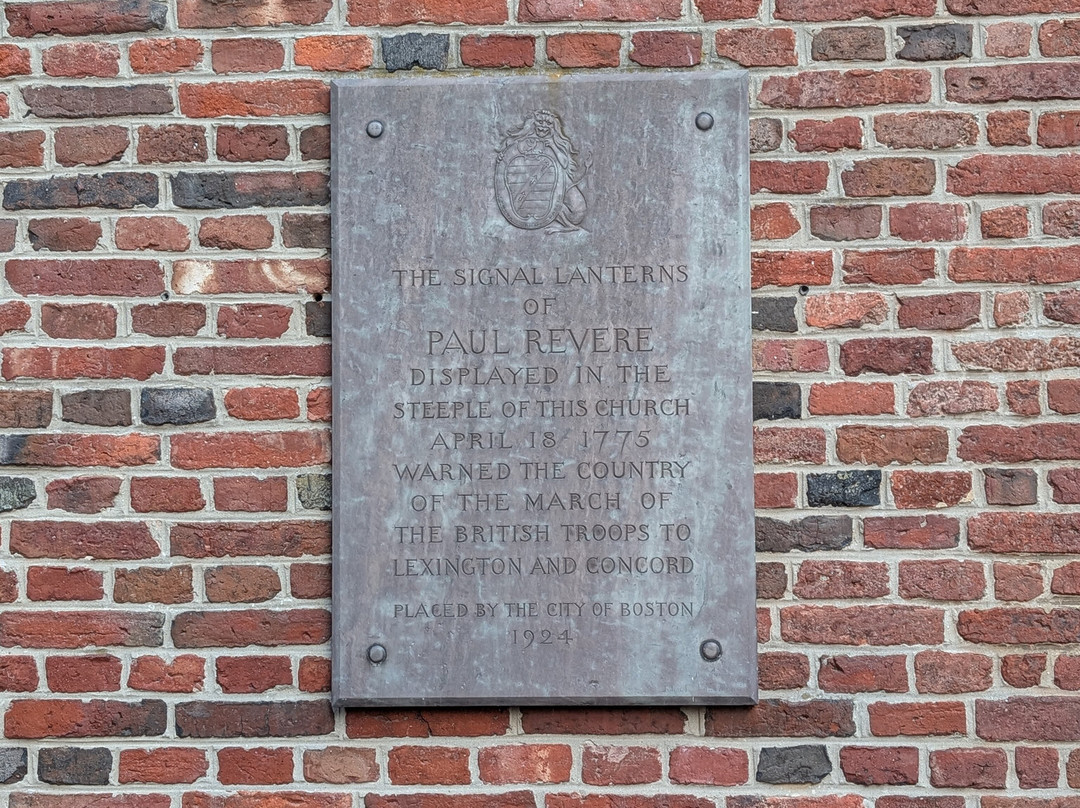 THE SIGNAL LANTERNS
OF
PAUL REVERE
DISPLAYED IN THE
STEEPLE OF THIS CHURCH
APRIL 18 1775
WARNED THE COUNTRY
OF THE MARCH OF
THE BRITISH TROOPS TO
LEXINGTON AND CONCORD
PLACED BY THE CITY OF BOSTON
1924